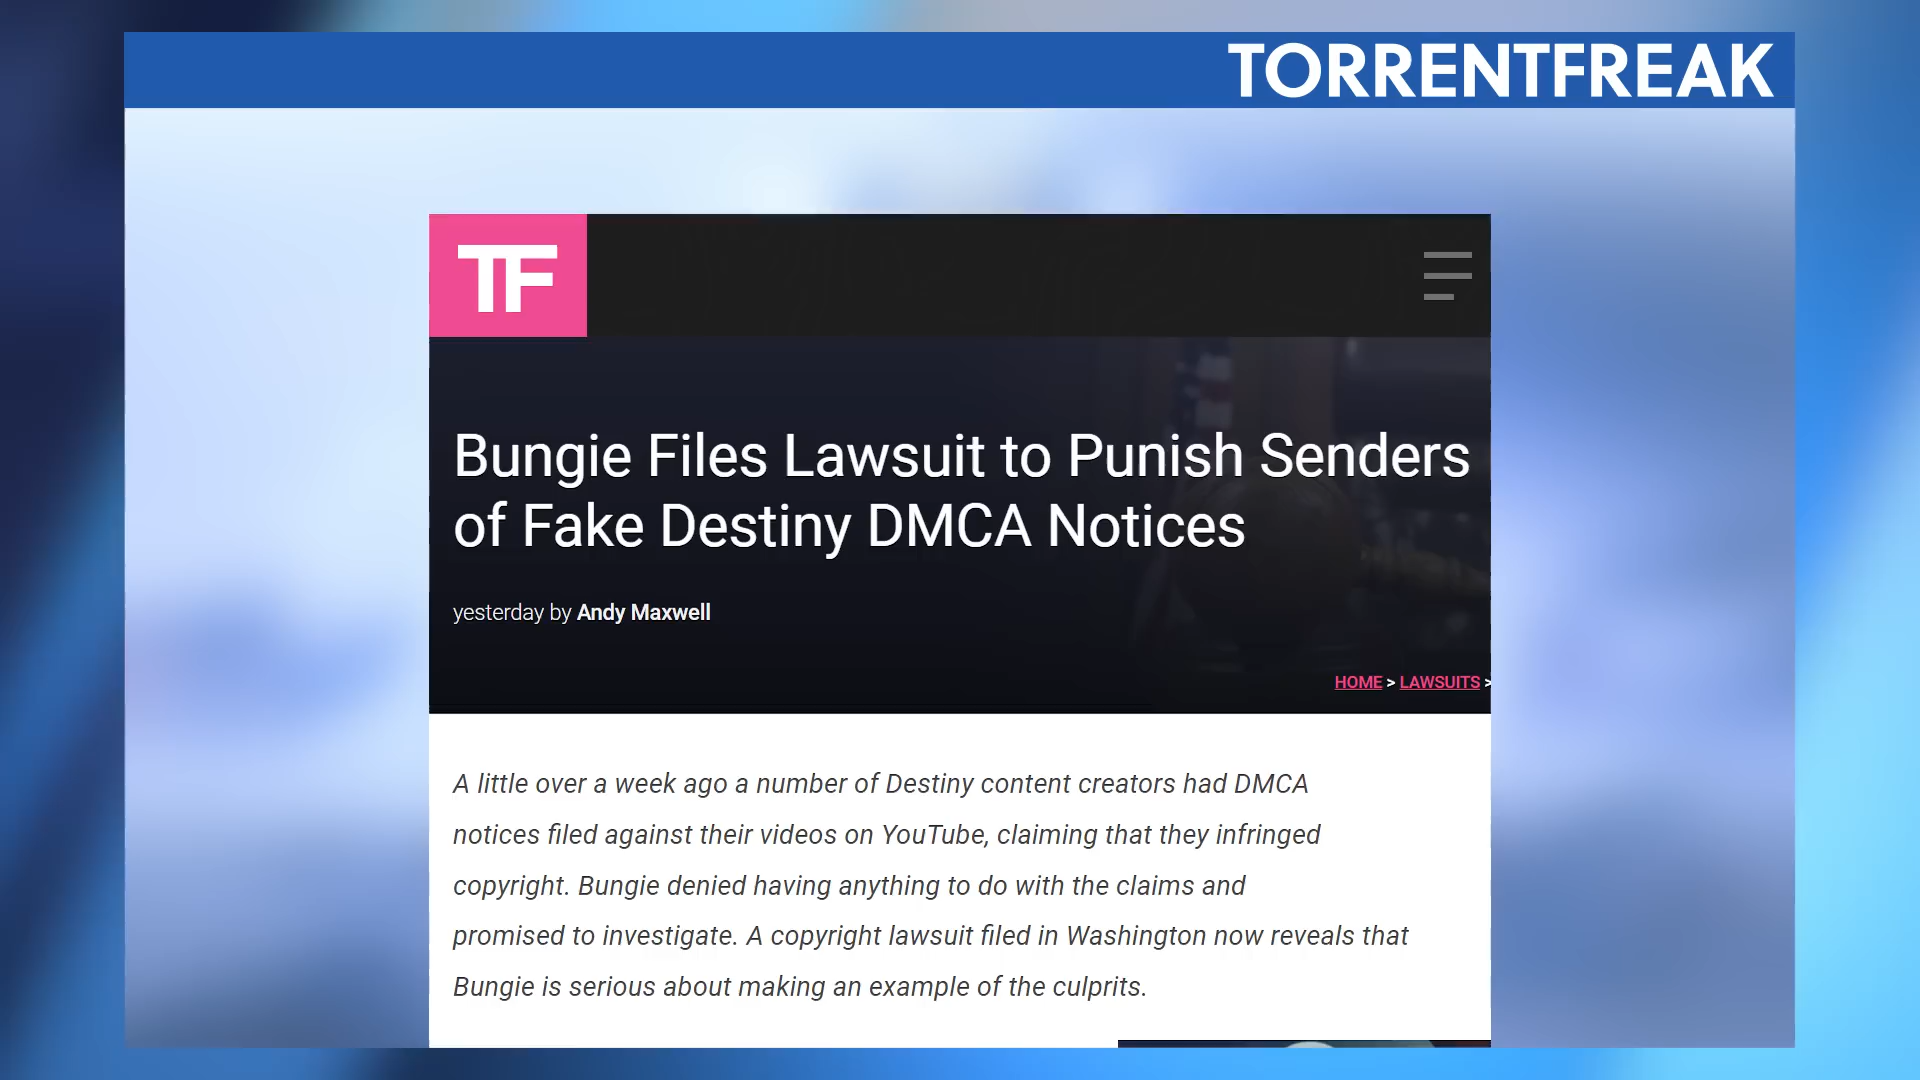 TORRENTFREAK
TF
Bungie Files Lawsuit to Punish Senders
of Fake Destiny DMCA Notices
yesterday by Andy Maxwell
HOME > LAWSUITS >
A little over a week ago a number of Destiny content creators had DMCA
notices filed against their videos on YouTube, claiming that they infringed
copyright. Bungie denied having anything to do with the claims and
promised to investigate. A copyright lawsuit filed in Washington now reveals that
Bungie is serious about making an example of the culprits.